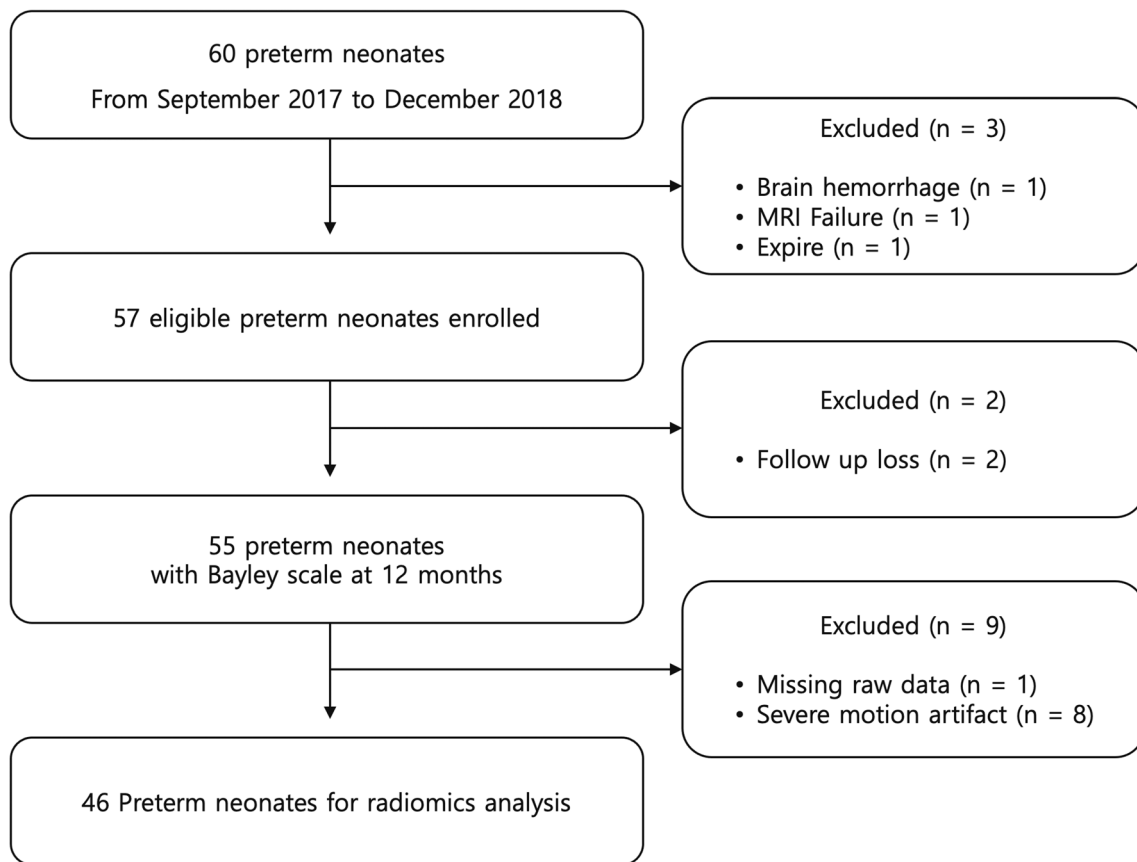 60 preterm neonates
From September 2017 to December 2018
Excluded (n = 3)
• Brain hemorrhage (n = 1)
• MRI Failure (n = 1)
• Expire (n = 1)
57 eligible preterm neonates enrolled
Excluded (n = 2)
• Follow up loss (n = 2)
55 preterm neonates
with Bayley scale at 12 months
Excluded (n = 9)
• Missing raw data (n = 1)
• Severe motion artifact (n = 8)
46 Preterm neonates for radiomics analysis